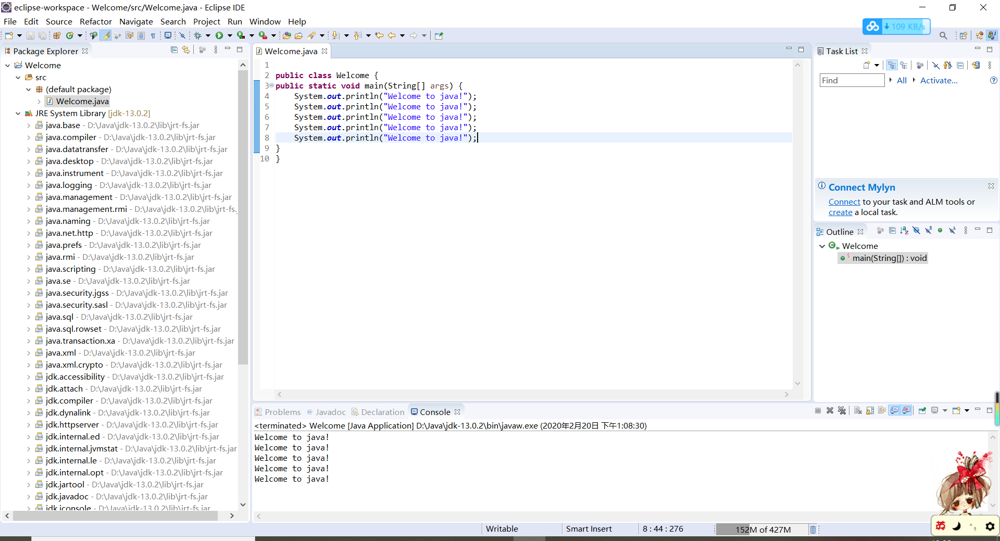 eclipse-workspace - Welcome/src/Welcome.java - Eclipse IDE
File Edit Source Refactor Navigate Search Project Run Window Help
109 KB/s
Package Explorer
Welcome
src
(default package)
Welcome.java
JRE System Library [jdk-13.0.2]
java.base - D:\Java\jdk-13.0.2\lib\jrt-fs.jar
java.compiler - D:\Java\jdk-13.0.2\lib\jrt-fs.jar
java.datatransfer - D:\Java\jdk-13.0.2\lib\jrt-fs.jar
java.desktop - D:\Java\jdk-13.0.2\lib\jrt-fs.jar
java.instrument - D:\Java\jdk-13.0.2\lib\jrt-fs.jar
java.logging - D:\Java\jdk-13.0.2\lib\jrt-fs.jar
java.management - D:\Java\jdk-13.0.2\lib\jrt-fs.jar
java.management.rmi - D:\Java\jdk-13.0.2\lib\jrt-fs.
java.naming - D:\Java\jdk-13.0.2\lib\jrt-fs.jar
java.net.http - D:\Java\jdk-13.0.2\lib\jrt-fs.jar
java.prefs - D:\Java\jdk-13.0.2\lib\jrt-fs.jar
java.rmi - D:\Java\jdk-13.0.2\lib\jrt-fs.jar
java.scripting - D:\Java\jdk-13.0.2\lib\jrt-fs.jar
java.se - D:\Java\jdk-13.0.2\lib\jrt-fs.jar
java.security.jgss - D:\Java\jdk-13.0.2\lib\jrt-fs.jar
java.security.sasl - D:\Java\jdk-13.0.2\lib\jrt-fs.jar
java.sql - D:\Java\jdk-13.0.2\lib\jrt-fs.jar
java.sql.rowset - D:\Java\jdk-13.0.2\lib\jrt-fs.jar
java.transaction.xa - D:\Java\jdk-13.0.2\lib\jrt-fs.jar
java.xml - D:\Java\jdk-13.0.2\lib\jrt-fs.jar
java.xml.crypto - D:\Java\jdk-13.0.2\lib\jrt-fs.jar
jdk.accessibility - D:\Java\jdk-13.0.2\lib\jrt-fs.jar
jdk.attach - D:\Java\jdk-13.0.2\lib\jrt-fs.jar
jdk.compiler - D:\Java\jdk-13.0.2\lib\jrt-fs.jar
jdk.dynalink - D:\Java\jdk-13.0.2\lib\jrt-fs.jar
jdk.httpserver - D:\Java\jdk-13.0.2\lib\jrt-fs.jar
jdk.internal.ed - D:\Java\jdk-13.0.2\lib\jrt-fs.jar
jdk.internal.jvmstat - D:\Java\jdk-13.0.2\lib\jrt-fs.jar
jdk.internal.le - D:\Java\jdk-13.0.2\lib\jrt-fs.jar
jdk.internal.opt - D:\Java\jdk-13.0.2\lib\jrt-fs.jar
jdk.jartool - D:\Java\jdk-13.0.2\lib\jrt-fs.jar
jdk.javadoc - D:\Java\jdk-13.0.2\lib\jrt-fs.jar
jdk.jconsole - D:\Java\jdk-13.0.2\lib\jrt-fs.jar
Welcome.java
1
2 public class Welcome {
3 public static void main(String[] args) {
4 System.out.println("Welcome to java!");
5 System.out.println("Welcome to java!");
6 System.out.println("Welcome to java!");
7 System.out.println("Welcome to java!");
8 System.out.println("Welcome to java!");
9 }
10 }
Task List
Find All Activate...
Connect Mylyn
Connect to your task and ALM tools or
create a local task.
Outline
Welcome
main(String[]) : void
Problems @ Javadoc Declaration Console
<terminated> Welcome [Java Application] D:\Java\jdk-13.0.2\bin\javaw.exe (2020年2月20日 下午1:08:30)
Welcome to java!
Welcome to java!
Welcome to java!
Welcome to java!
Welcome to java!
英
Writable Smart Insert 8 : 44 : 276 152M of 427M